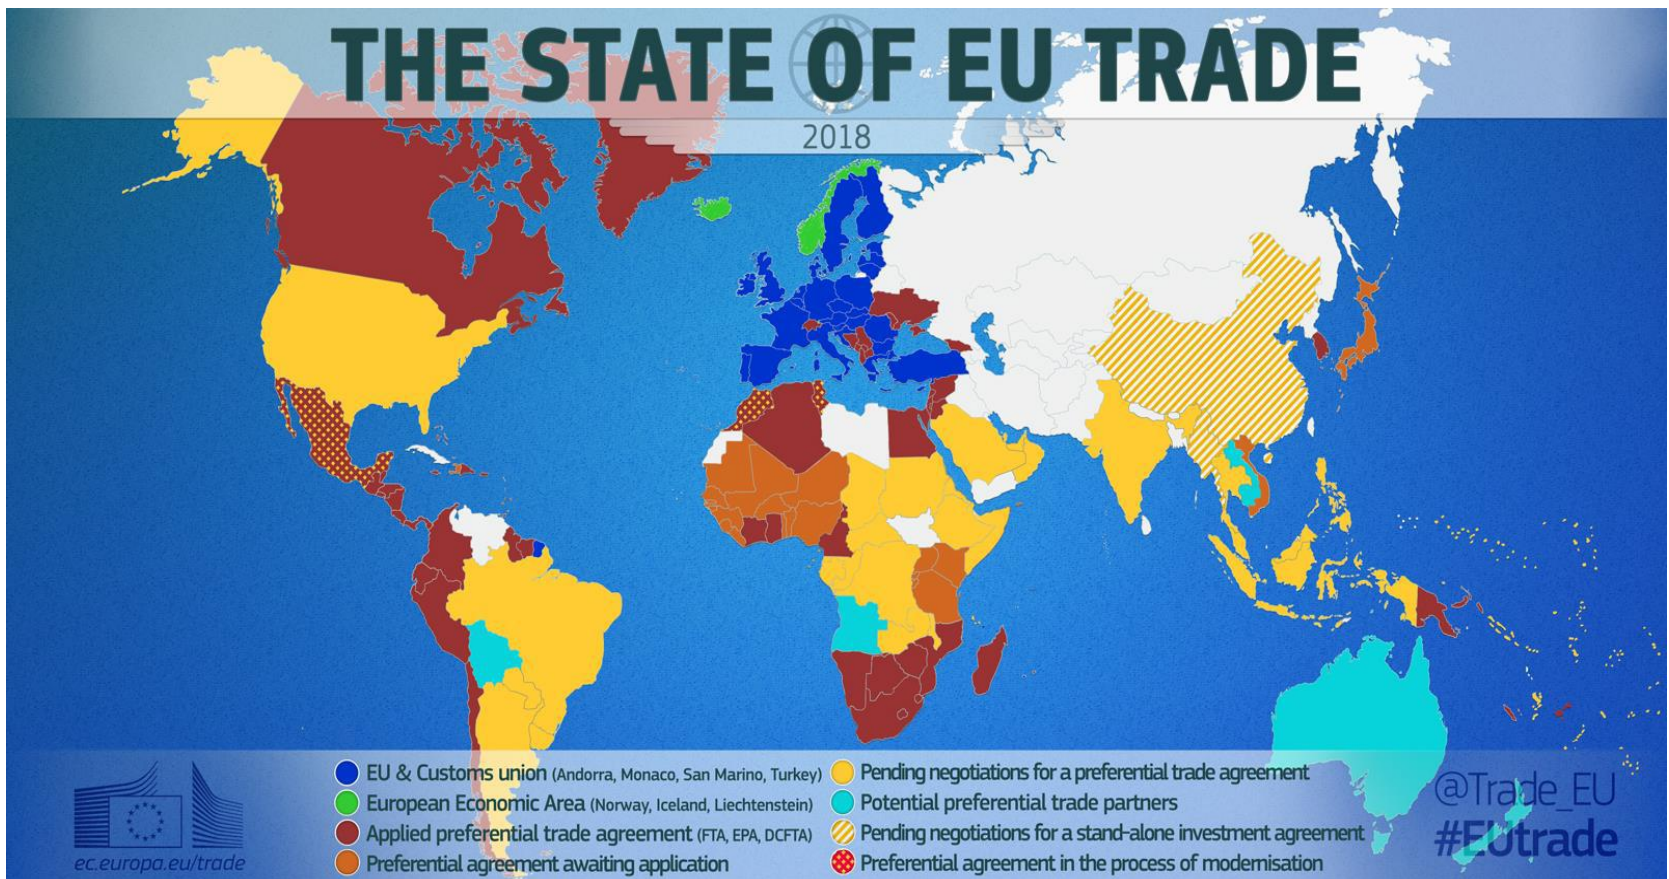 THE STATE OF EU TRADE
2018
EU & Customs union (Andorra, Monaco, San Marino, Turkey)
European Economic Area (Norway, Iceland, Liechtenstein)
Applied preferential trade agreement (FTA, EPA, DCFTA)
Preferential agreement awaiting application
Pending negotiations for a preferential trade agreement
Potential preferential trade partners
Pending negotiations for a stand-alone investment agreement
Preferential agreement in the process of modernisation
ec.europa.eu/trade
@Trade_EU
#EUtrade